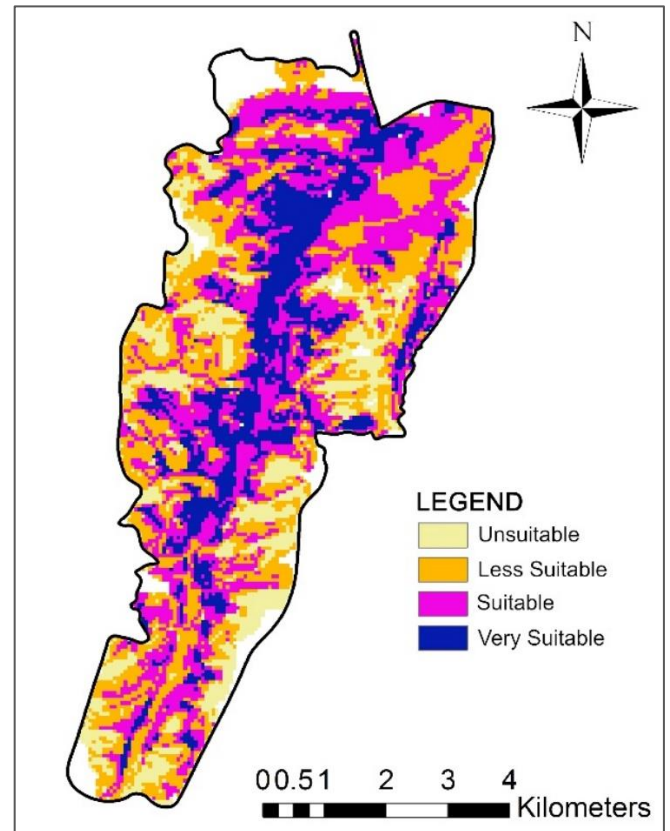 N
LEGEND
Unsuitable
Less Suitable
Suitable
Very Suitable
00.51 2 3 4
Kilometers